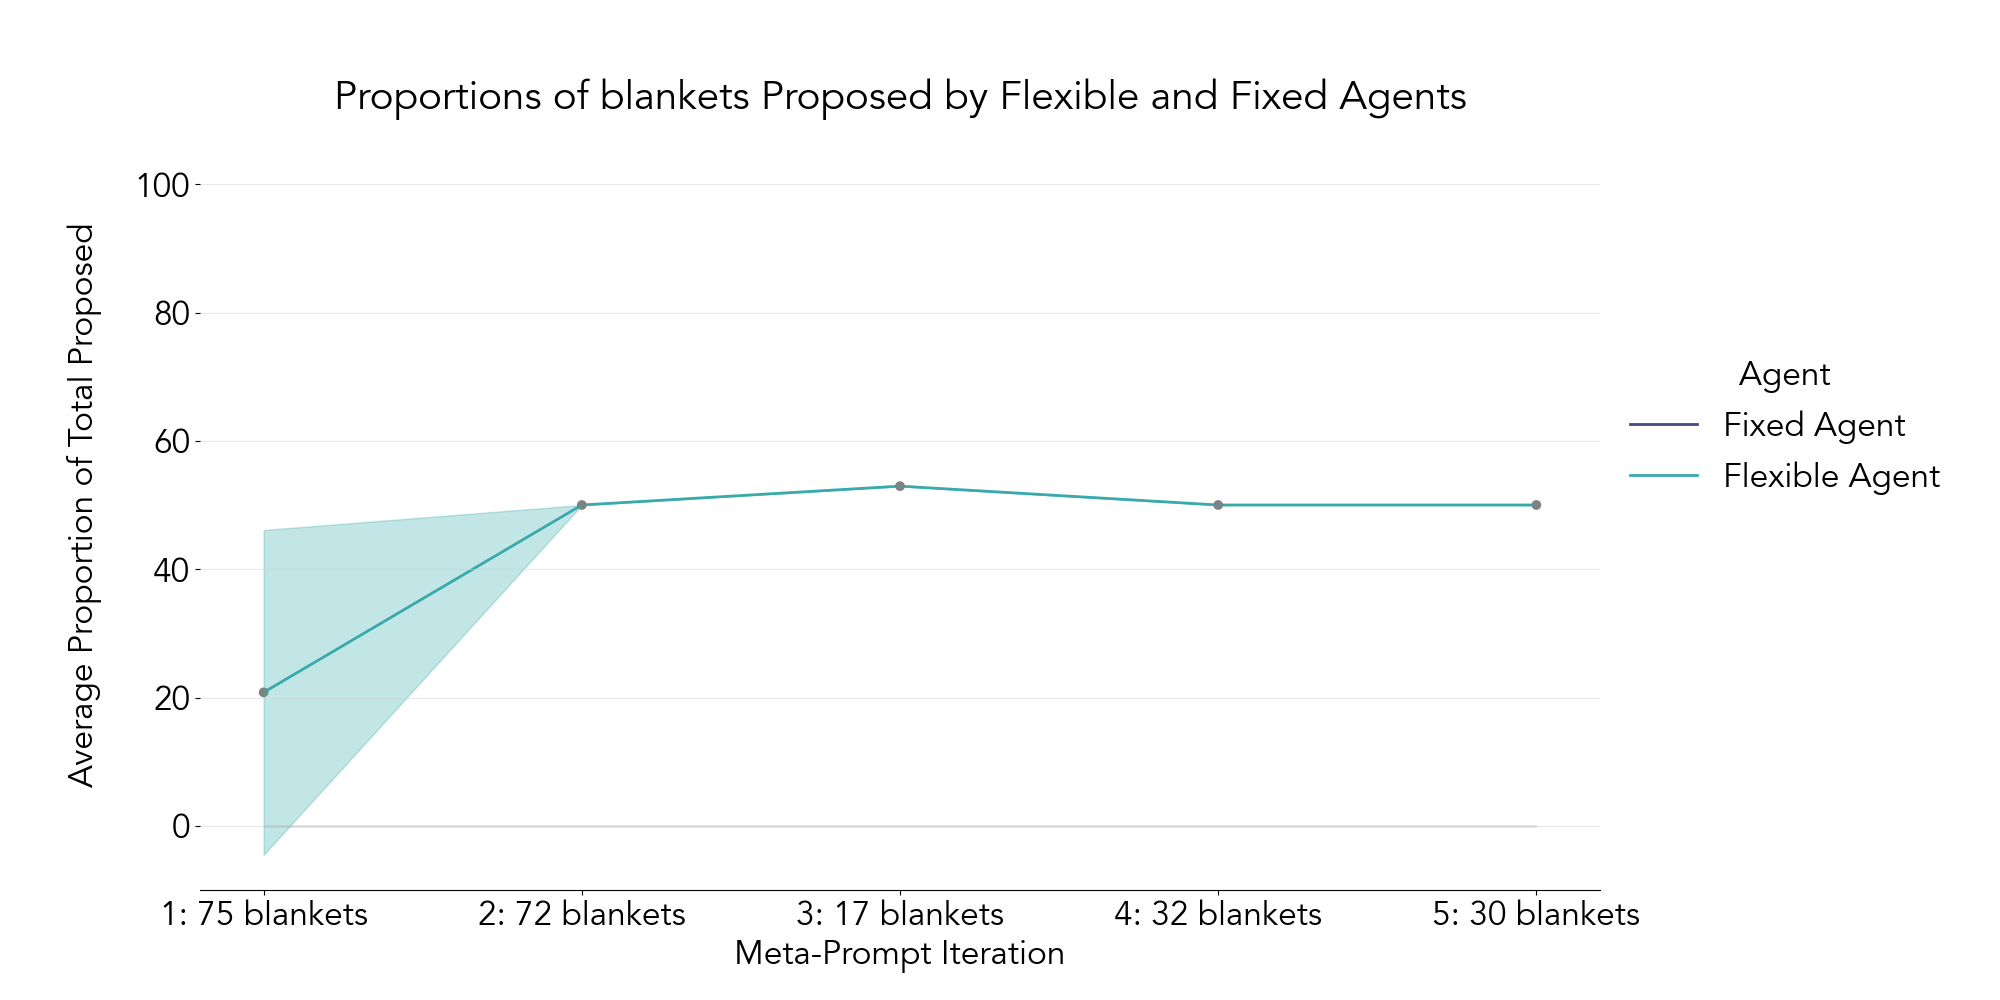 Proportions of blankets Proposed by Flexible and Fixed Agents
Average Proportion of Total Proposed
100
80
60
40
20
0
1: 75 blankets
2: 72 blankets
3: 17 blankets
4: 32 blankets
5: 30 blankets
Meta-Prompt Iteration
Agent
Fixed Agent
Flexible Agent